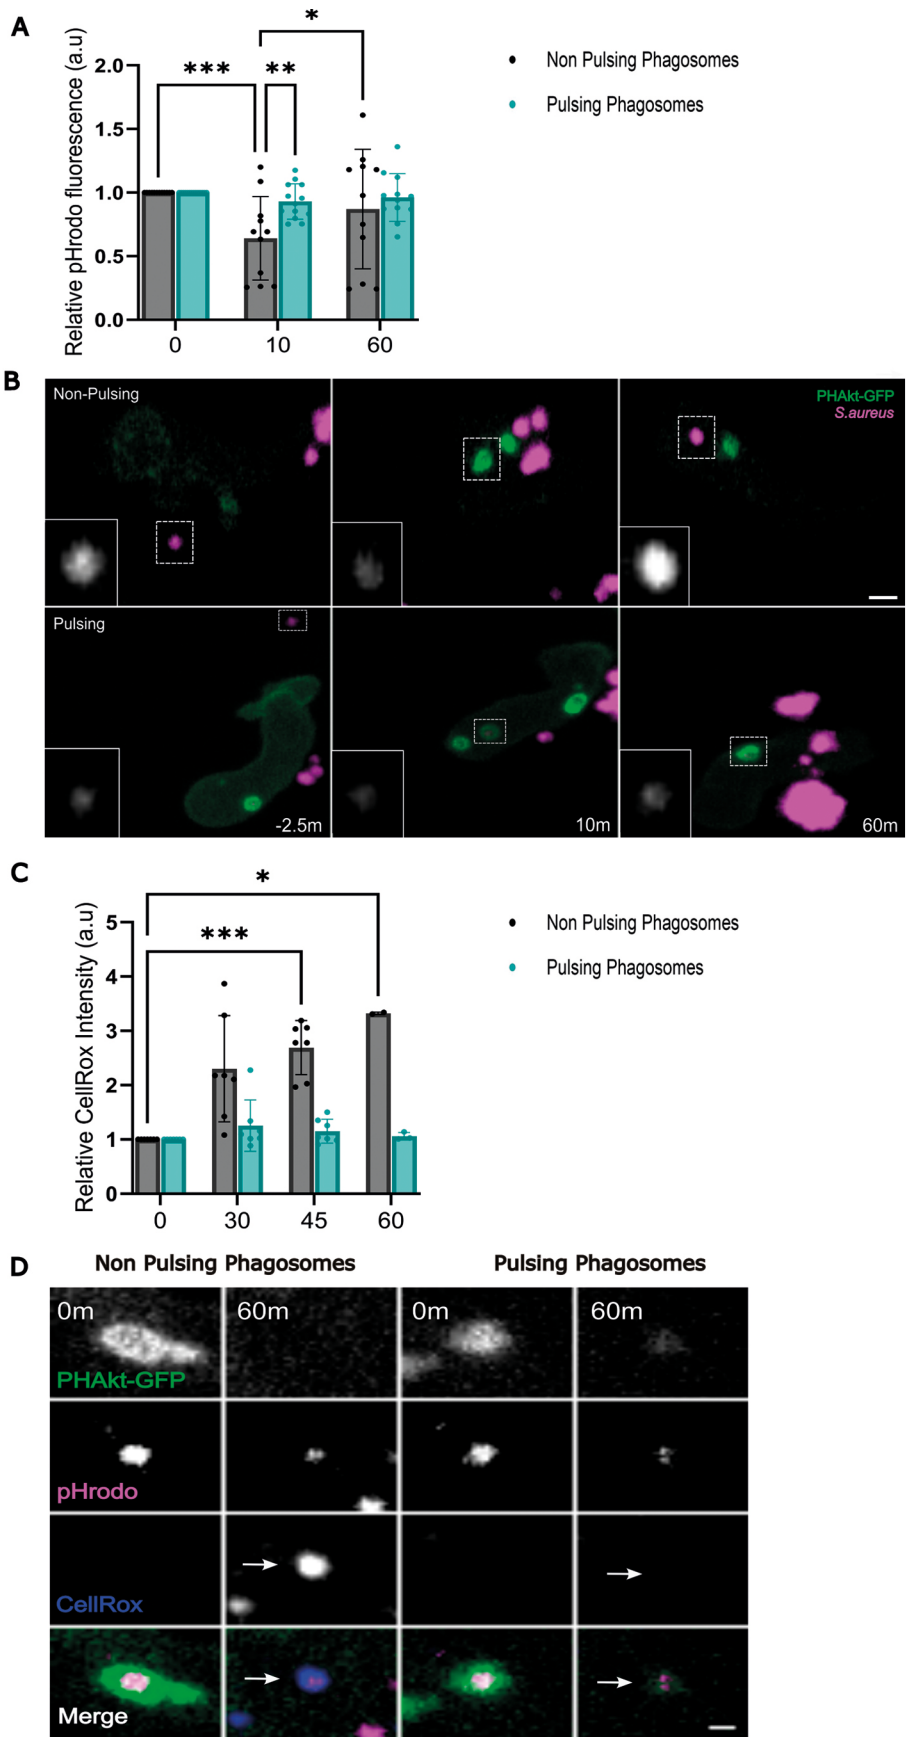 A
Relative pHrodo fluorescence (a.u)
2.0
1.5
1.0
0.5
0.0
***
**
*
0
10
60
Non Pulsing Phagosomes
Pulsing Phagosomes
B
Non-Pulsing
PHAkt-GFP
S.aureus
Pulsing
-2.5m
10m
60m
C
Relative CellRox Intensity (a.u)
5
4
3
2
1
0
*
***
0
30
45
60
Non Pulsing Phagosomes
Pulsing Phagosomes
D
Non Pulsing Phagosomes
Pulsing Phagosomes
0m
60m
0m
60m
PHAkt-GFP
pHrodo
CellRox
Merge